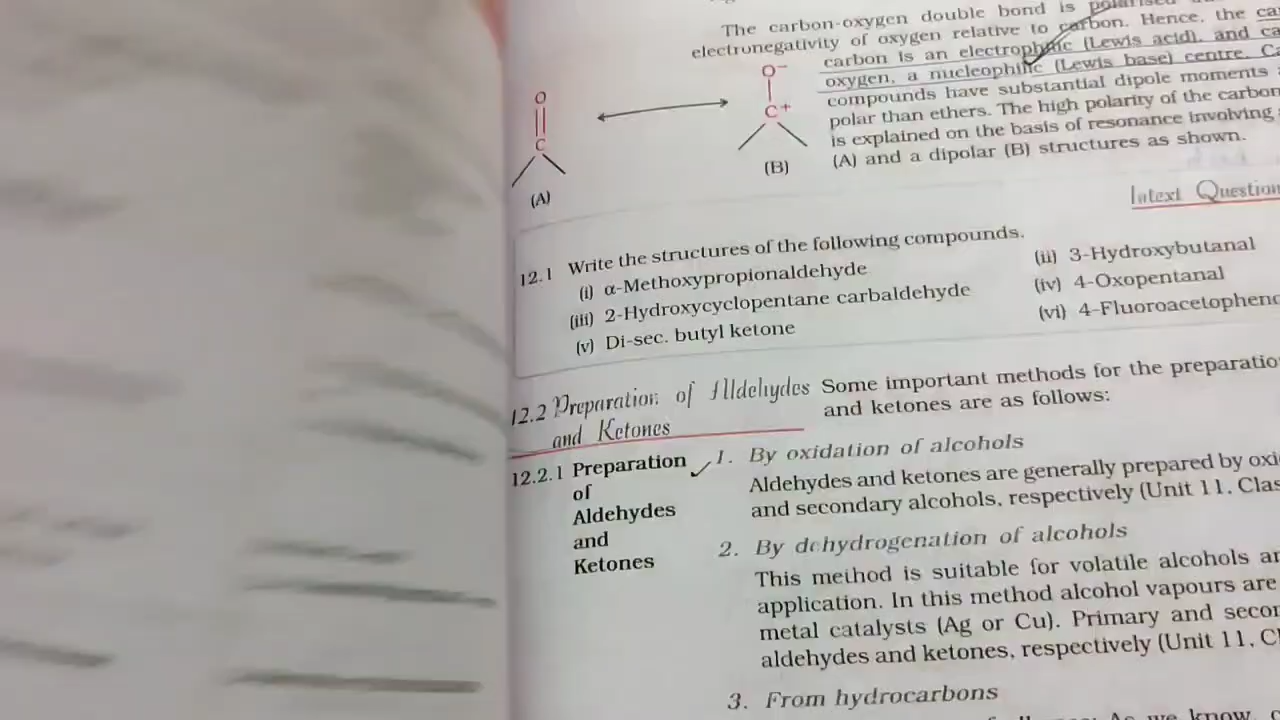 The carbon-oxygen double bond is polarised
electronegativity of oxygen relative to carbon. Hence, the
carbon is an electrophilic (Lewis acid), and
oxygen, a nucleophilic (Lewis base) centre.
compounds have substantial dipole moments
polar than ethers. The high polarity of the carbon
is explained on the basis of resonance involving
(A) and a dipolar (B) structures as shown.
O
C
(A)
O⁻
C⁺
(B)
Intext Question
12.1 Write the structures of the following compounds.
(i) α-Methoxypropionaldehyde
(ii) 3-Hydroxybutanal
(iii) 2-Hydroxycyclopentane carbaldehyde
(iv) 4-Oxopentanal
(v) Di-sec. butyl ketone
(vi) 4-Fluoroacetopheno
12.2 Preparation of Aldehydes
and Ketones
Some important methods for the preparatio
and ketones are as follows:
12.2.1 Preparation
of
Aldehydes
and
Ketones
1. By oxidation of alcohols
Aldehydes and ketones are generally prepared by oxi
and secondary alcohols, respectively (Unit 11, Clas
2. By dehydrogenation of alcohols
This method is suitable for volatile alcohols
application. In this method alcohol vapours are
metal catalysts (Ag or Cu). Primary and secon
aldehydes and ketones, respectively (Unit 11, Cl
3. From hydrocarbons
As we know,